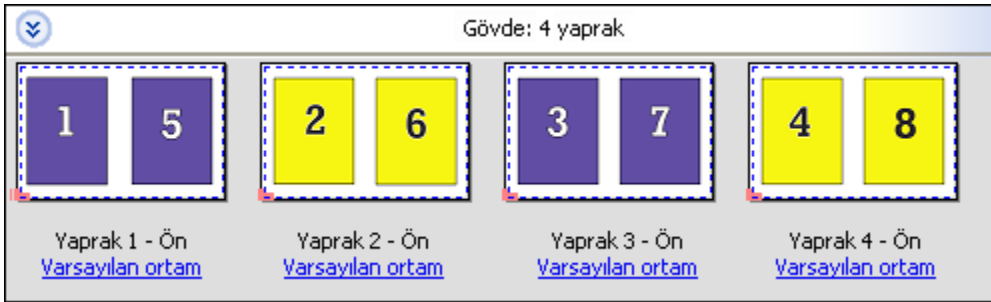 Gövde: 4 yaprak
1 5 2 6 3 7 4 8
Yaprak 1 - Ön Yaprak 2 - Ön Yaprak 3 - Ön Yaprak 4 - Ön
Varsayılan ortam Varsayılan ortam Varsayılan ortam Varsayılan ortam